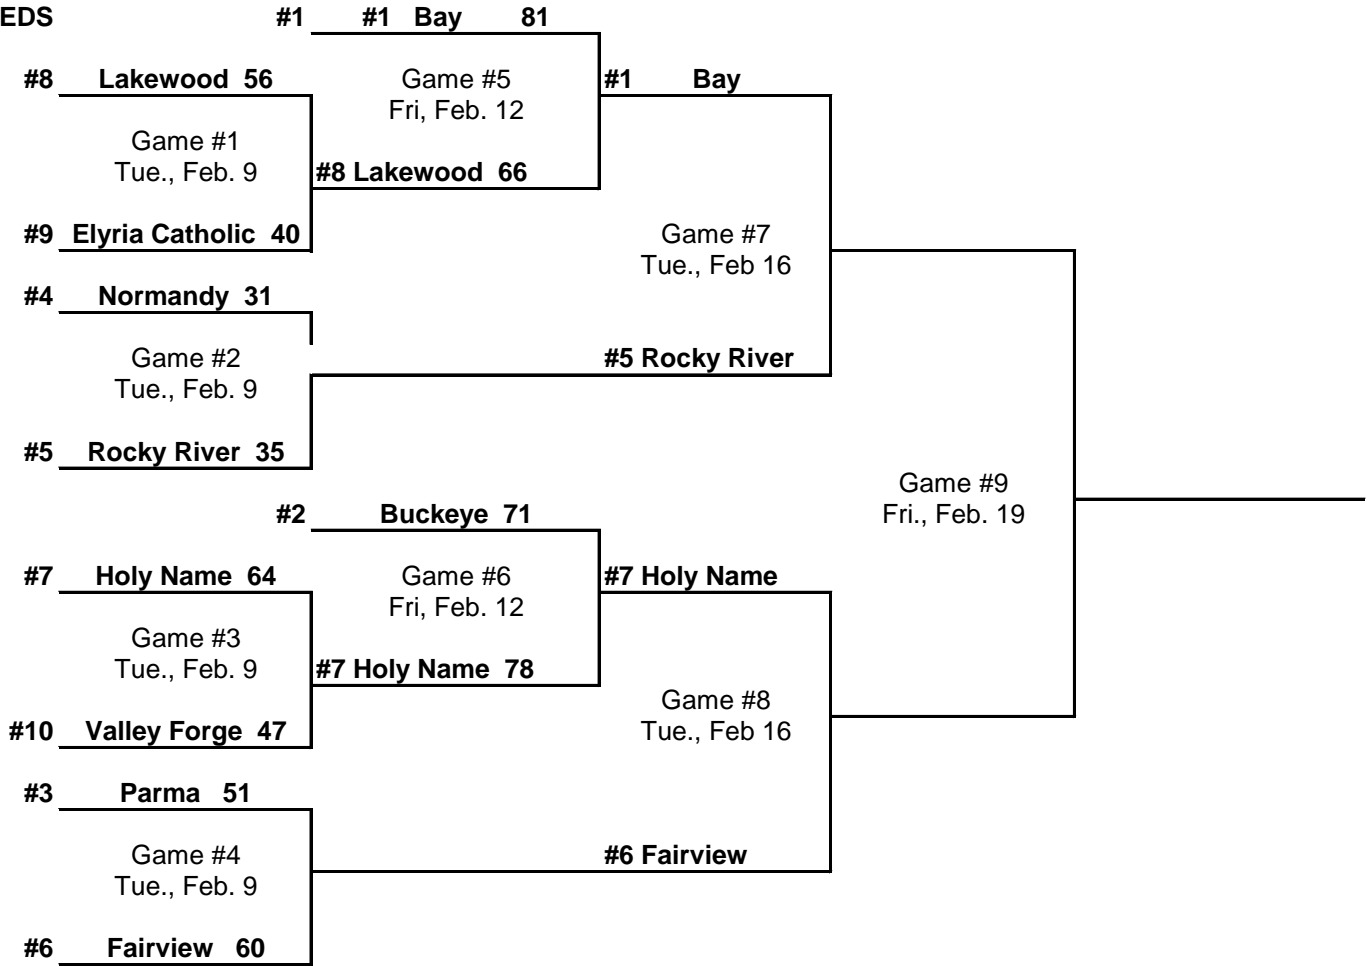 EDS #1 #1 Bay 81
#8 Lakewood 56 Game #5 #1 Bay
Fri, Feb. 12
Game #1
Tue., Feb. 9 #8 Lakewood 66
#9 Elyria Catholic 40 Game #7
Tue., Feb 16
#4 Normandy 31
Game #2 #5 Rocky River
Tue., Feb. 9
#5 Rocky River 35
Game #9
#2 Buckeye 71 Fri., Feb. 19
#7 Holy Name 64 Game #6 #7 Holy Name
Fri, Feb. 12
Game #3
Tue., Feb. 9 #7 Holy Name 78
Game #8
#10 Valley Forge 47 Tue., Feb 16
#3 Parma 51
Game #4 #6 Fairview
Tue., Feb. 9
#6 Fairview 60